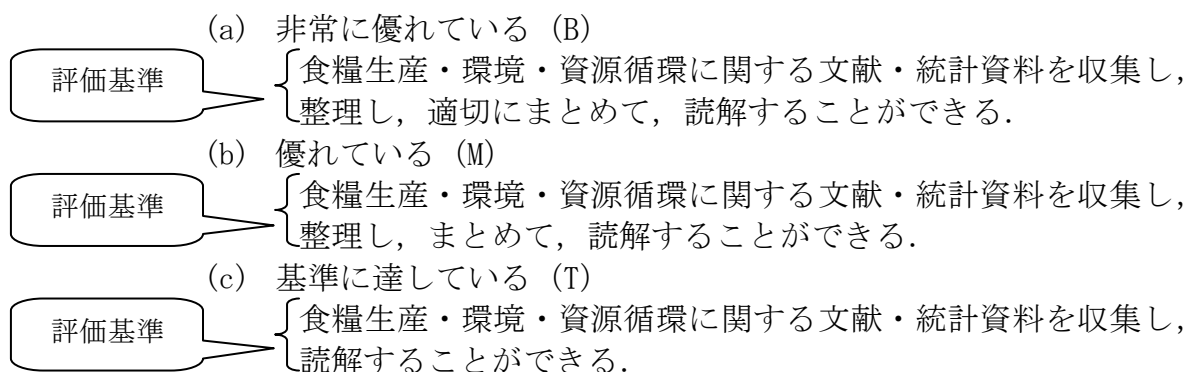 (a) 非常に優れている (B)
評価基準
食糧生産・環境・資源循環に関する文献・統計資料を収集し,
整理し, 適切にまとめて, 読解することができる.
(b) 優れている (M)
評価基準
食糧生産・環境・資源循環に関する文献・統計資料を収集し,
整理し, まとめて, 読解することができる.
(c) 基準に達している (T)
評価基準
食糧生産・環境・資源循環に関する文献・統計資料を収集し,
読解することができる.